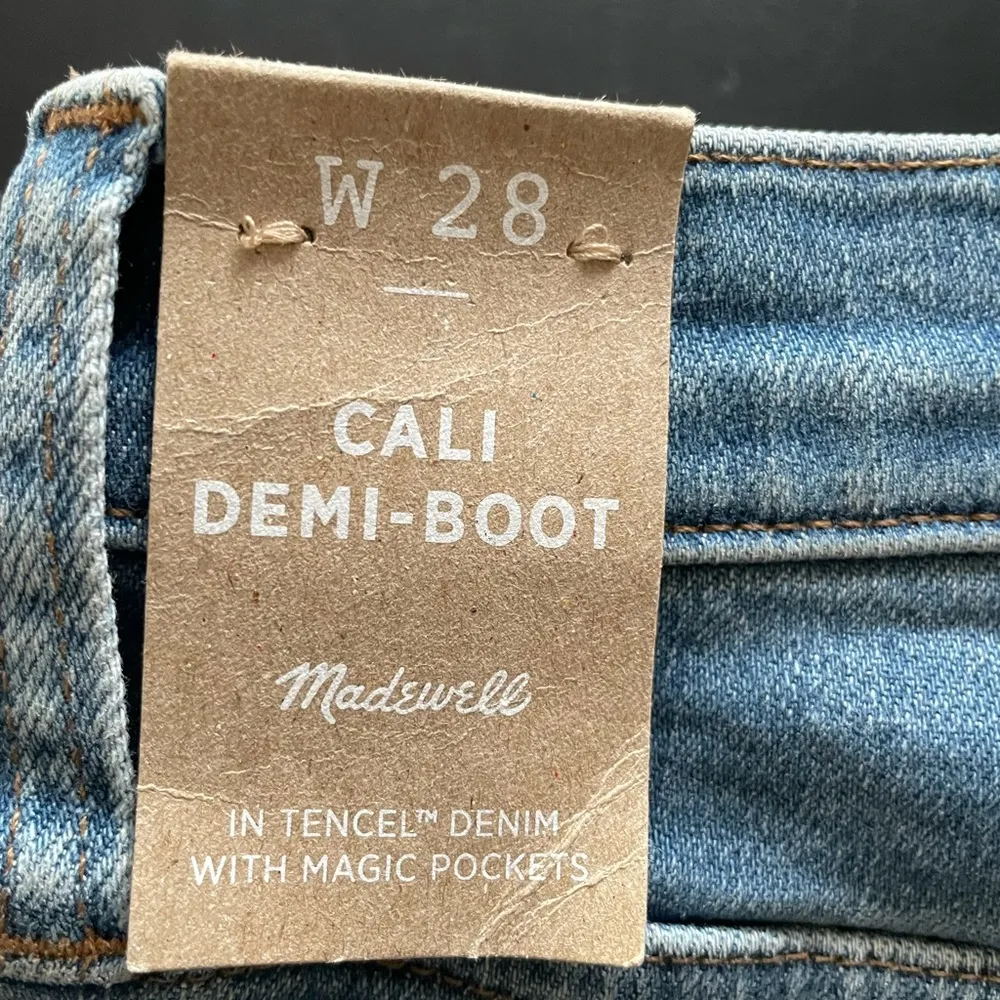 W 28
CALI
DEMI-BOOT
Madewell
IN TENCEL™ DENIM
WITH MAGIC POCKETS